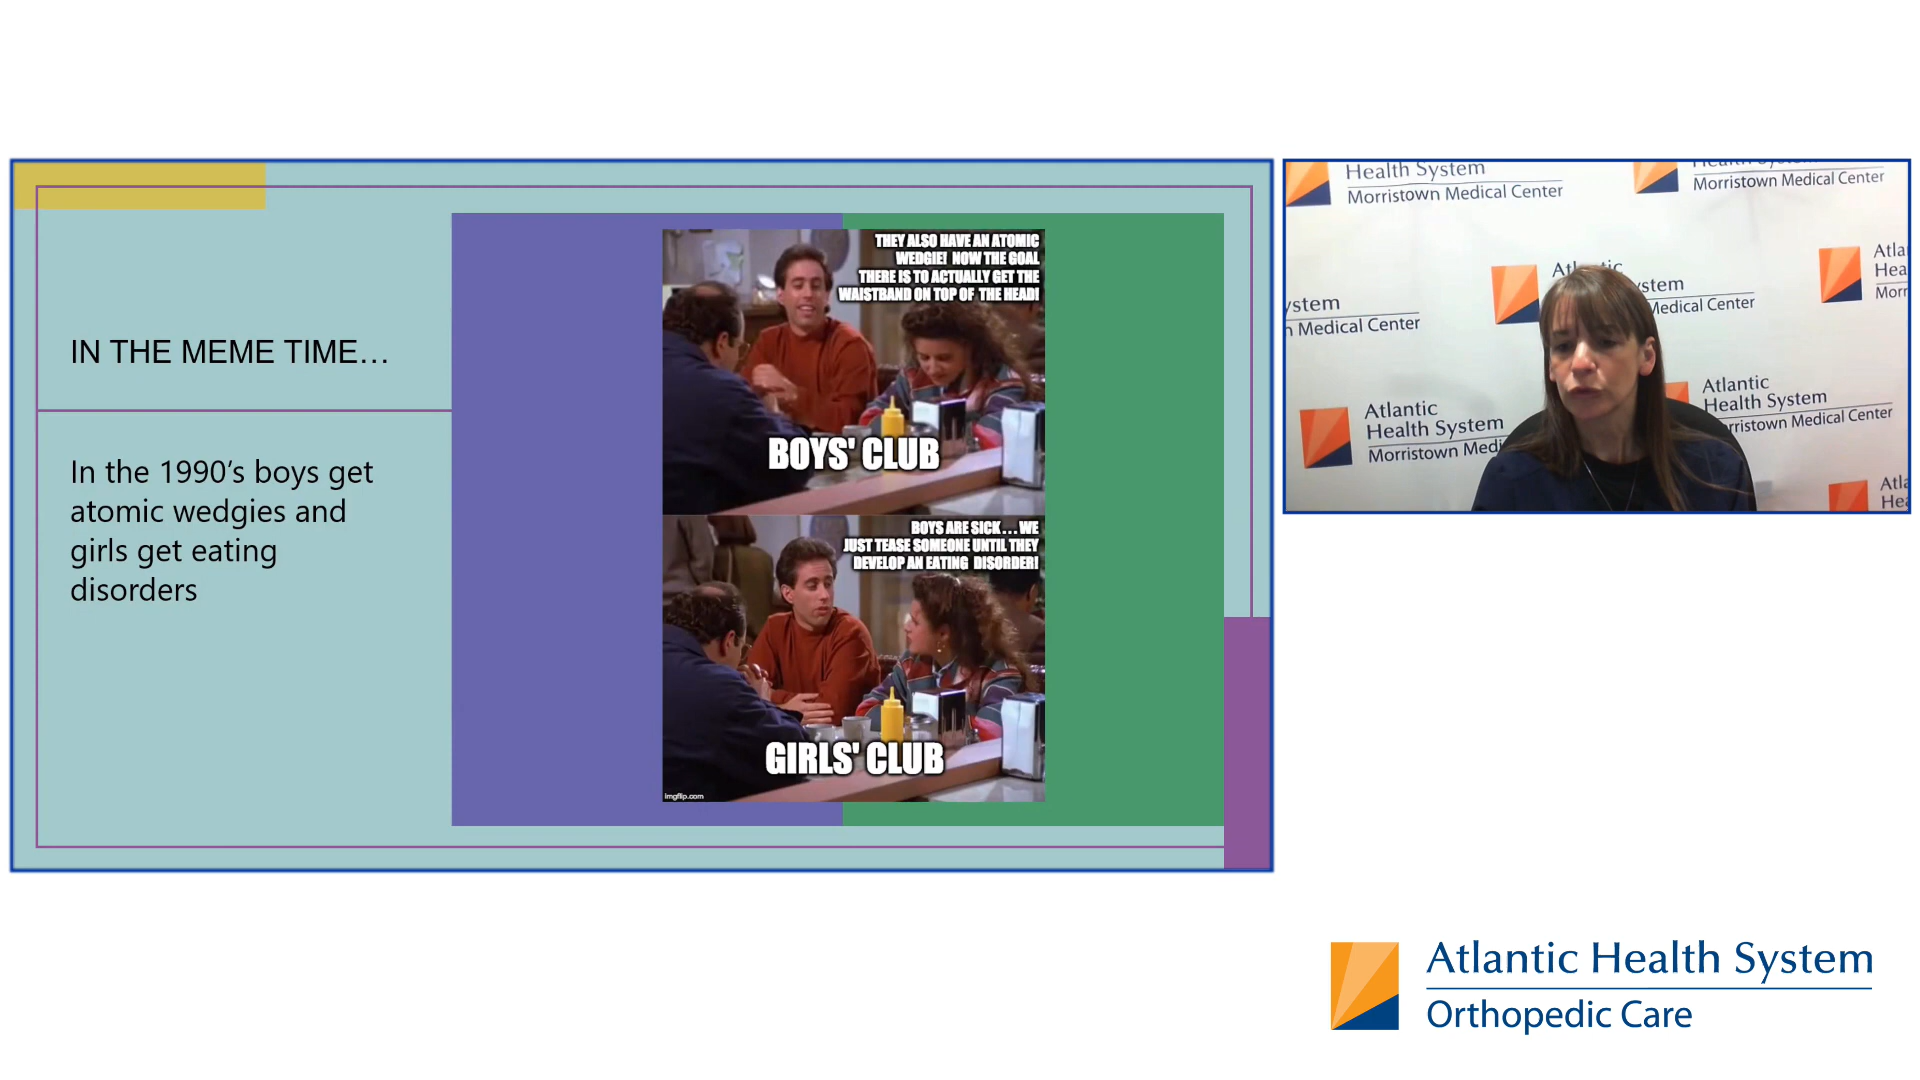 IN THE MEME TIME...
In the 1990's boys get
atomic wedgies and
girls get eating
disorders
THEY ALSO HAVE AN ATOMIC
WEDGIE! NOW THE GOAL
THERE IS TO ACTUALLY GET THE
WAISTBAND ON TOP OF THE HEAD!
BOYS' CLUB
BOYS ARE SICK . . . WE
JUST TEASE SOMEONE UNTIL THEY
DEVELOP AN EATING DISORDER!
GIRLS' CLUB
imgflip.com
Health System
Morristown Medical Center
Morristown Medical Center
Medical Center
Medical Center
Atlantic
Health System
Atlantic
Health System
Medical Center
Atlantic Health System
Orthopedic Care